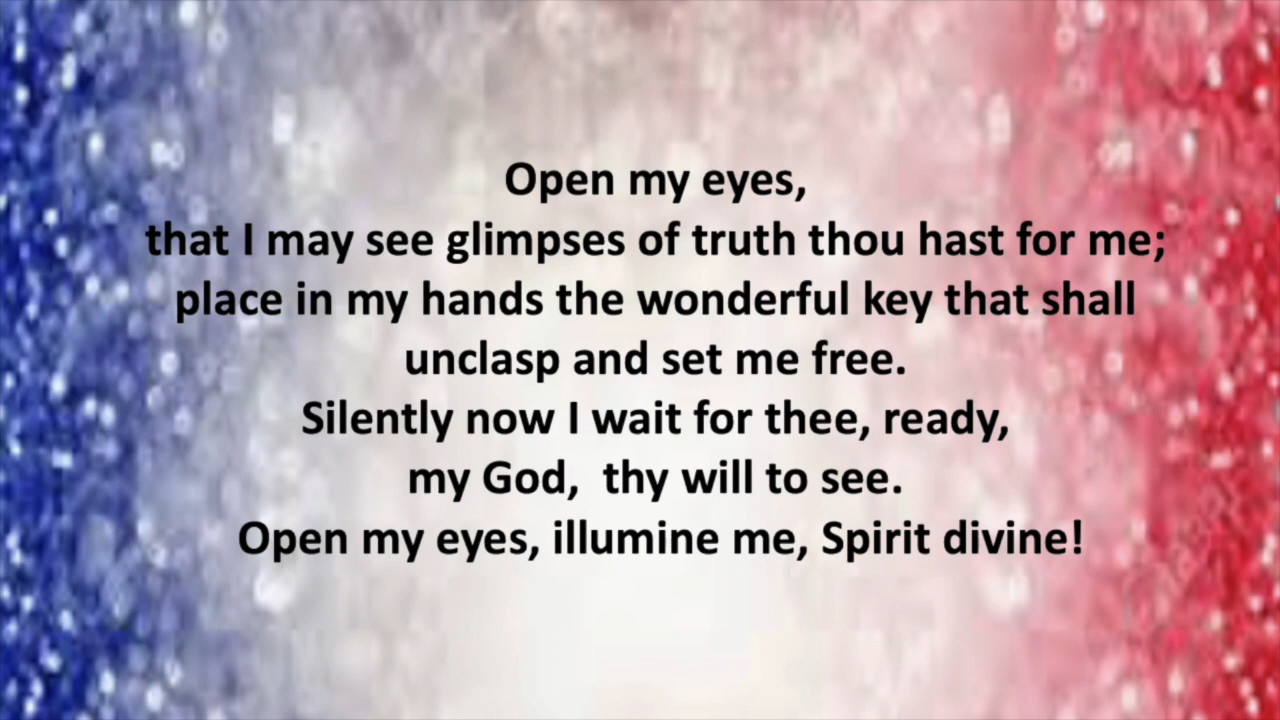 Open my eyes,
that I may see glimpses of truth thou hast for me;
place in my hands the wonderful key that shall
unclasp and set me free.
Silently now I wait for thee, ready,
my God,  thy will to see.
Open my eyes, illumine me, Spirit divine!